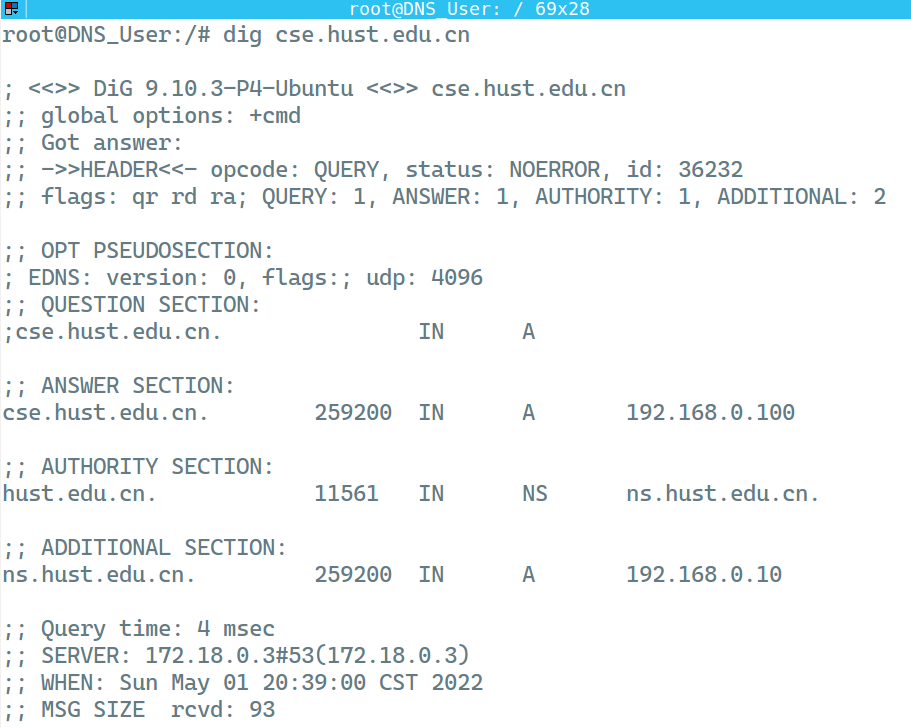 root@DNS_User: / 69x28
root@DNS_User:/# dig cse.hust.edu.cn
; <<>> DiG 9.10.3-P4-Ubuntu <<>> cse.hust.edu.cn
;; global options: +cmd
;; Got answer:
;; ->>HEADER<<- opcode: QUERY, status: NOERROR, id: 36232
;; flags: qr rd ra; QUERY: 1, ANSWER: 1, AUTHORITY: 1, ADDITIONAL: 2
;; OPT PSEUDOSECTION:
; EDNS: version: 0, flags:; udp: 4096
;; QUESTION SECTION:
;cse.hust.edu.cn. IN A
;; ANSWER SECTION:
cse.hust.edu.cn. 259200 IN A 192.168.0.100
;; AUTHORITY SECTION:
hust.edu.cn. 11561 IN NS ns.hust.edu.cn.
;; ADDITIONAL SECTION:
ns.hust.edu.cn. 259200 IN A 192.168.0.10
;; Query time: 4 msec
;; SERVER: 172.18.0.3#53(172.18.0.3)
;; WHEN: Sun May 01 20:39:00 CST 2022
;; MSG SIZE rcvd: 93